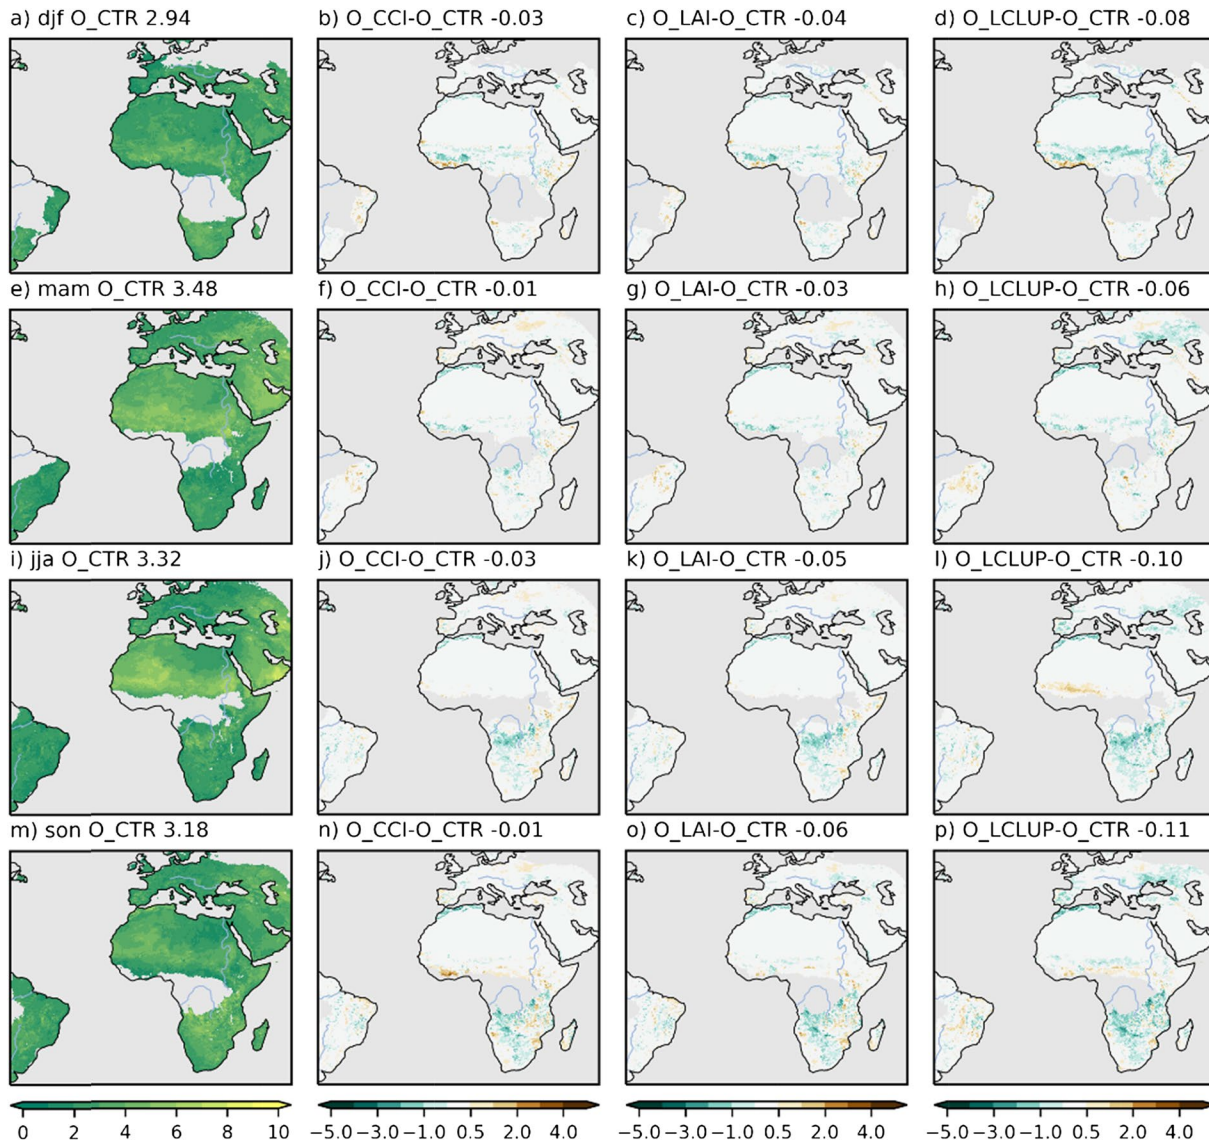 a) djf O_CTR 2.94 b) O_CCI-O_CTR -0.03 c) O_LAI-O_CTR -0.04 d) O_LCLUP-O_CTR -0.08
e) mam O_CTR 3.48 f) O_CCI-O_CTR -0.01 g) O_LAI-O_CTR -0.03 h) O_LCLUP-O_CTR -0.06
i) jja O_CTR 3.32 j) O_CCI-O_CTR -0.03 k) O_LAI-O_CTR -0.05 l) O_LCLUP-O_CTR -0.10
m) son O_CTR 3.18 n) O_CCI-O_CTR -0.01 o) O_LAI-O_CTR -0.06 p) O_LCLUP-O_CTR -0.11
0 2 4 6 8 10 −5.0 −3.0 −1.0 0.5 2.0 4.0 −5.0 −3.0 −1.0 0.5 2.0 4.0 −5.0 −3.0 −1.0 0.5 2.0 4.0